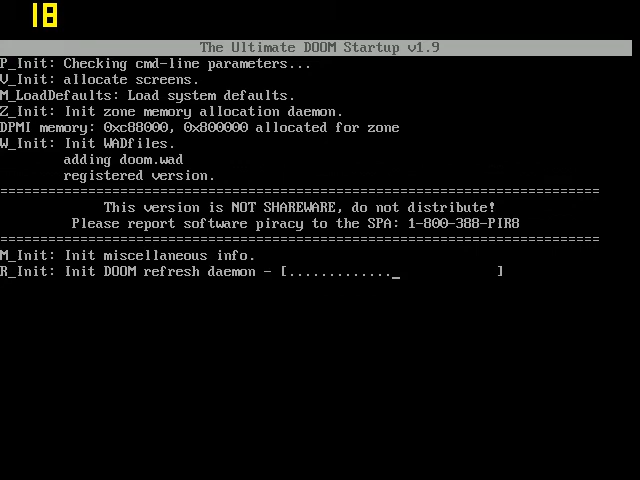 18
The Ultimate DOOM Startup v1.9
P_Init: Checking cmd-line parameters...
V_Init: allocate screens.
M_LoadDefaults: Load system defaults.
Z_Init: Init zone memory allocation daemon.
DPMI memory: 0xc88000, 0x800000 allocated for zone
W_Init: Init WADfiles.
adding doom.wad
registered version.
===========================================================================
This version is NOT SHAREWARE, do not distribute!
Please report software piracy to the SPA: 1-800-388-PIR8
===========================================================================
M_Init: Init miscellaneous info.
R_Init: Init DOOM refresh daemon - [............._            ]